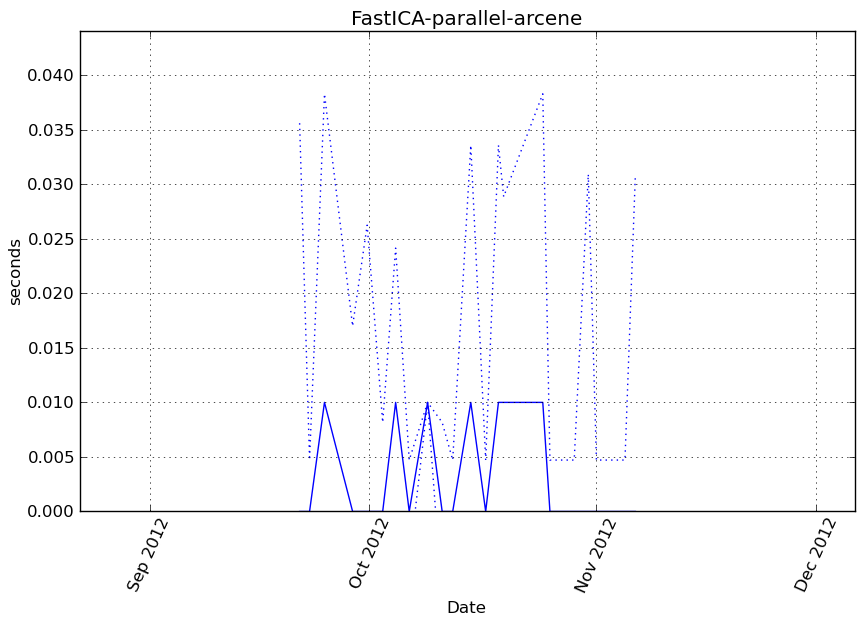 FastICA-parallel-arcene
0.040
0.035
0.030
0.025
0.020
0.015
0.010
0.005
0.000
seconds
Sep 2012
Oct 2012
Nov 2012
Dec 2012
Date